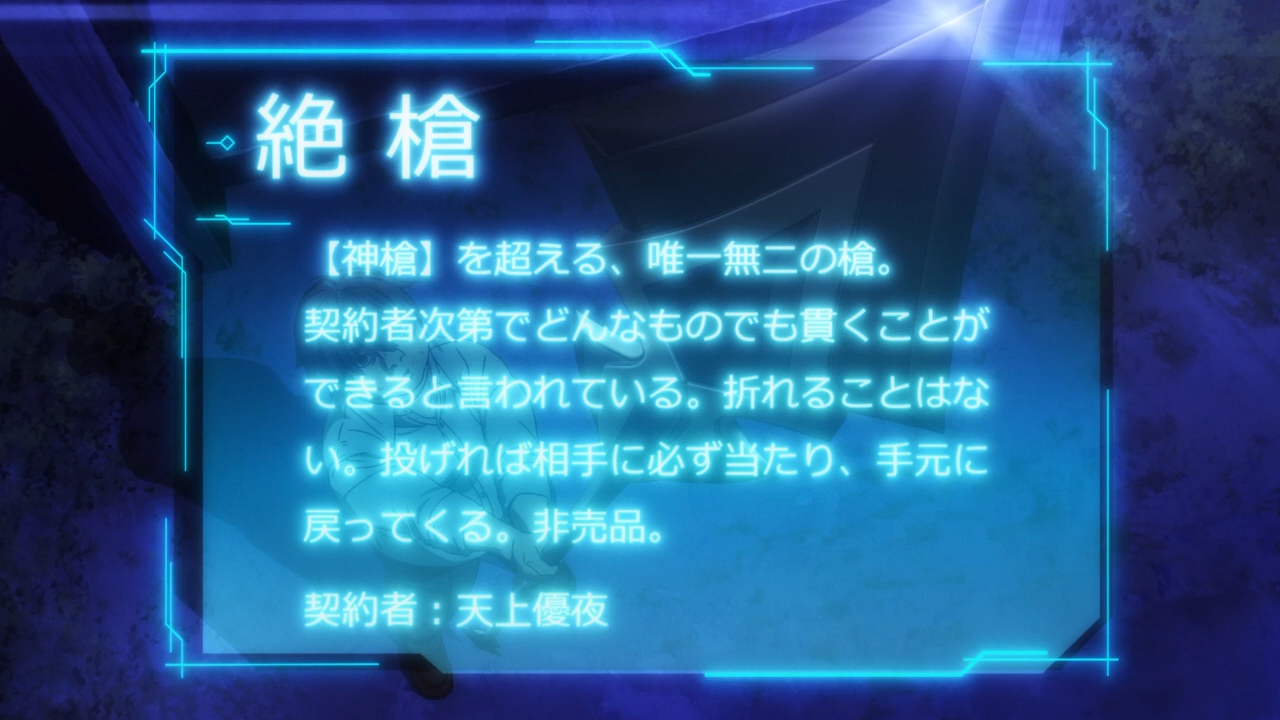 絶槍
【神槍】を超える、唯一無二の槍。
契約者次第でどんなものでも貫くことが
できると言われている。折れることはな
い。投げれば相手に必ず当たり、手元に
戻ってくる。非売品。
契約者：天上優夜